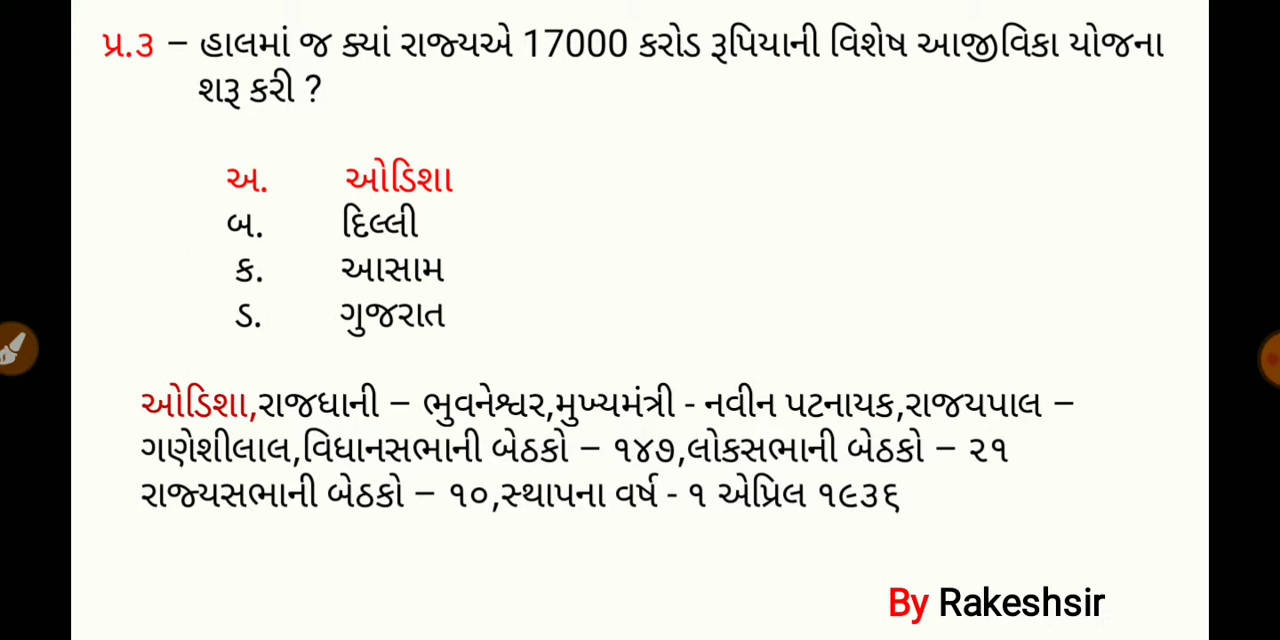 પ્ર.૩ – હાલમાં જ ક્યાં રાજ્યએ 17000 કરોડ રૂપિયાની વિશેષ આજીવિકા યોજના
શરૂ કરી ?
અ. ઓડિશા
બ. દિલ્લી
ક. આસામ
ડ. ગુજરાત
ઓડિશા,રાજધાની – ભુવનેશ્વર,મુખ્યમંત્રી - નવીન પટનાયક,રાજયપાલ –
ગણેશીલાલ,વિધાનસભાની બેઠકો – ૧૪૭,લોકસભાની બેઠકો – ૨૧
રાજ્યસભાની બેઠકો – ૧૦,સ્થાપના વર્ષ - ૧ એપ્રિલ ૧૯૩૬
By Rakeshsir